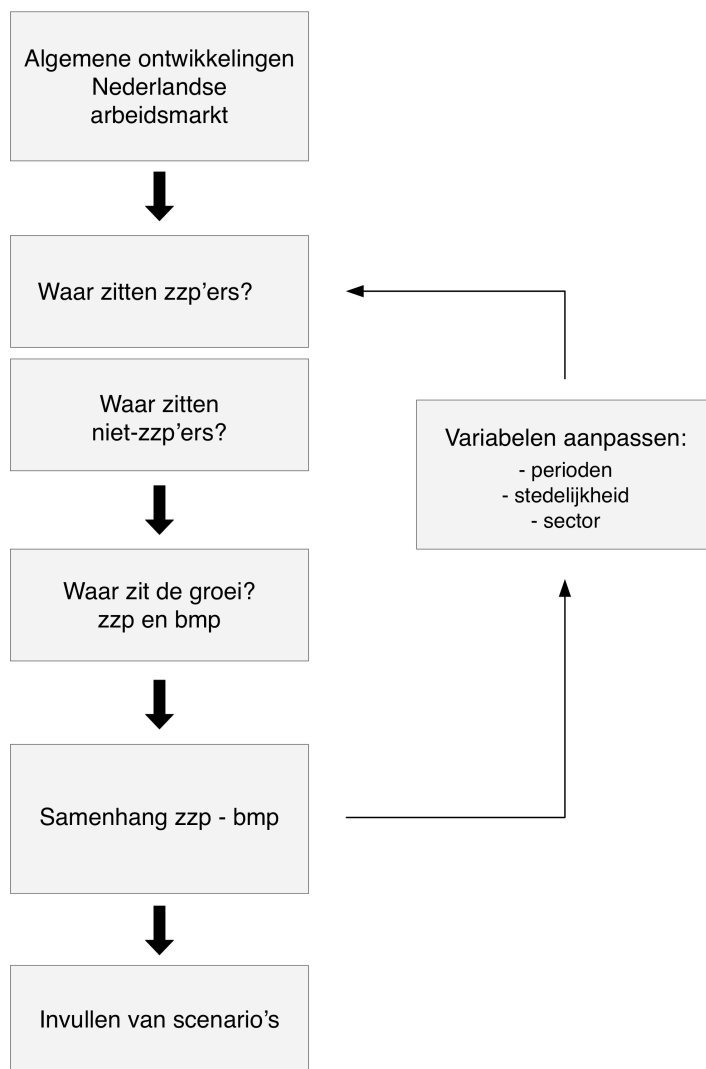 Algemene ontwikkelingen
Nederlandse
arbeidsmarkt
Waar zitten zzp'ers?
Waar zitten
niet-zzp'ers?
Variabelen aanpassen:
- perioden
- stedelijkheid
- sector
Waar zit de groei?
zzp en bmp
Samenhang zzp - bmp
Invullen van scenario's